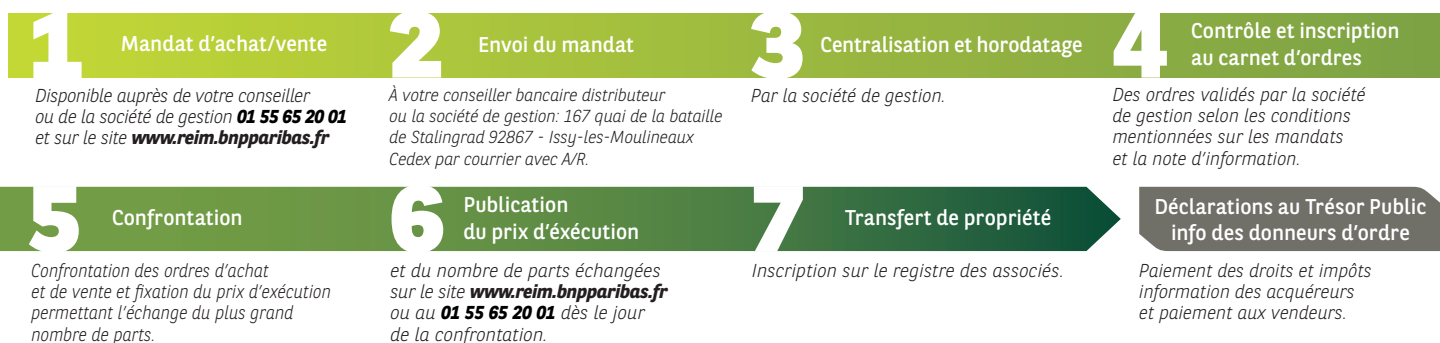 1 Mandat d'achat/vente
Disponible auprès de votre conseiller
ou de la société de gestion 01 55 65 20 01
et sur le site www.reim.bnpparibas.fr
2 Envoi du mandat
À votre conseiller bancaire distributeur
ou la société de gestion: 167 quai de la bataille
de Stalingrad 92867 - Issy-les-Moulineaux
Cedex par courrier avec A/R.
3 Centralisation et horodatage
Par la société de gestion.
4 Contrôle et inscription
au carnet d'ordres
Des ordres validés par la société
de gestion selon les conditions
mentionnées sur les mandats
et la note d'information.
5 Confrontation
Confrontation des ordres d'achat
et de vente et fixation du prix d'exécution
permettant l'échange du plus grand
nombre de parts.
6 Publication
du prix d'éxécution
et du nombre de parts échangées
sur le site www.reim.bnpparibas.fr
ou au 01 55 65 20 01 dès le jour
de la confrontation.
7 Transfert de propriété
Inscription sur le registre des associés.
Déclarations au Trésor Public
info des donneurs d'ordre
Paiement des droits et impôts
information des acquéreurs
et paiement aux vendeurs.